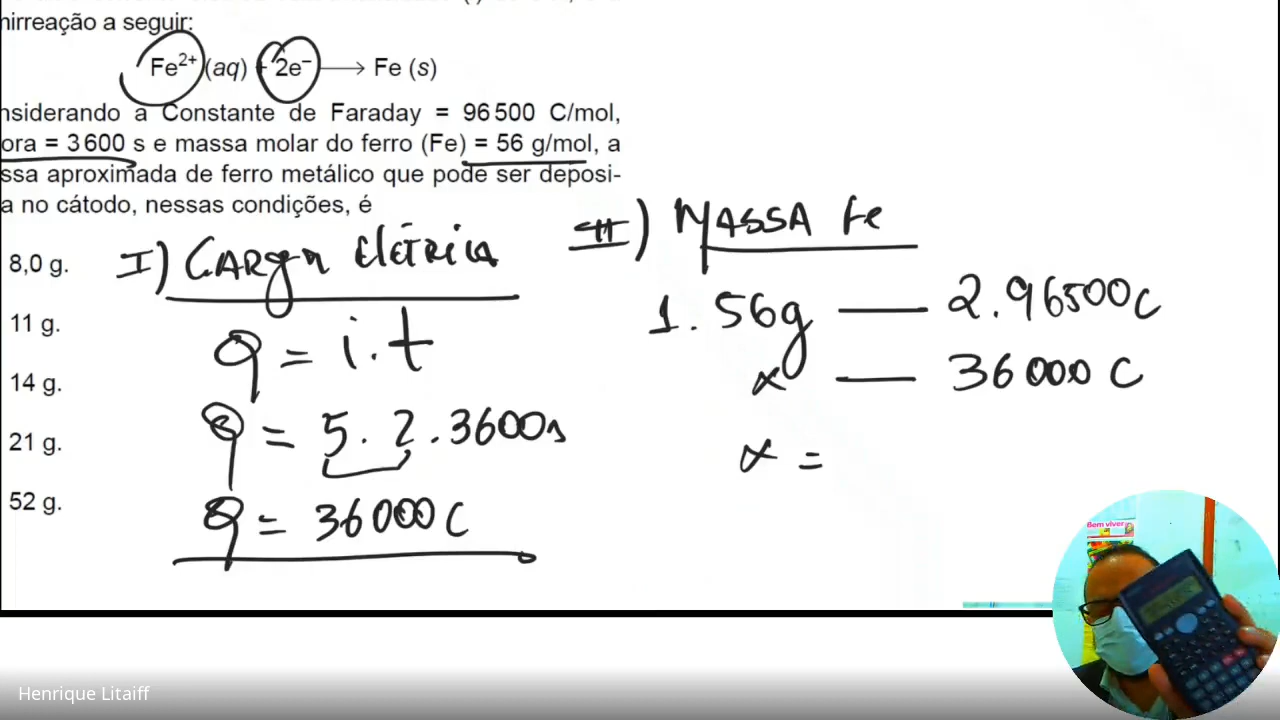 nirreação a seguir:
Fe²⁺ (aq) + 2e⁻ ⟶ Fe (s)
nsiderando a Constante de Faraday = 96 500 C/mol,
ora = 3 600 s e massa molar do ferro (Fe) = 56 g/mol, a
ssa aproximada de ferro metálico que pode ser deposi-
a no cátodo, nessas condições, é
8,0 g.
11 g.
14 g.
21 g.
52 g.
I) CARGA ELÉTRICA
q = i.t
q = 5. 2. 3600s
q = 36000 C
II) MASSA Fe
1. 56g — 2.96500C
x — 36000 C
x =
Bem viver
Henrique Litaiff